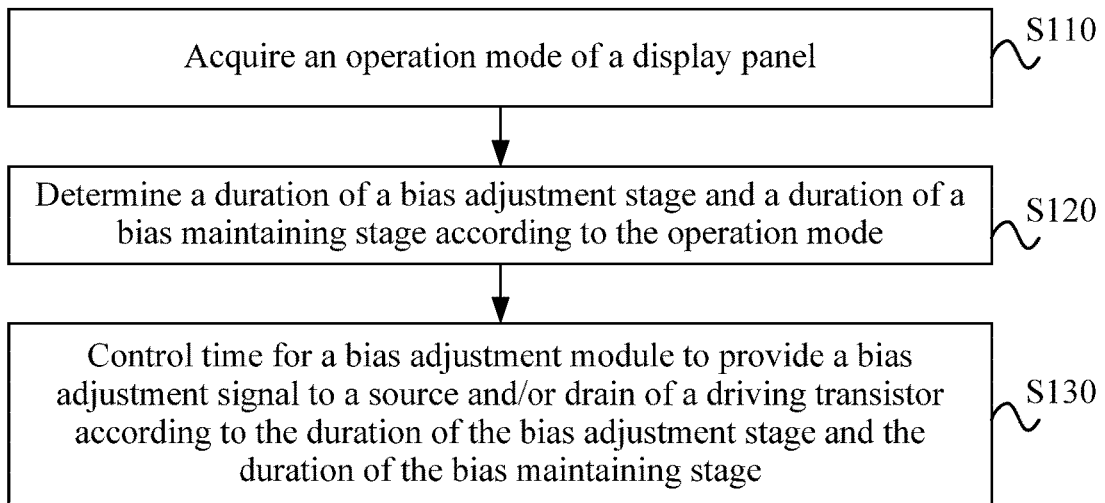 Acquire an operation mode of a display panel
S110
Determine a duration of a bias adjustment stage and a duration of a
bias maintaining stage according to the operation mode
S120
Control time for a bias adjustment module to provide a bias
adjustment signal to a source and/or drain of a driving transistor
according to the duration of the bias adjustment stage and the
duration of the bias maintaining stage
S130